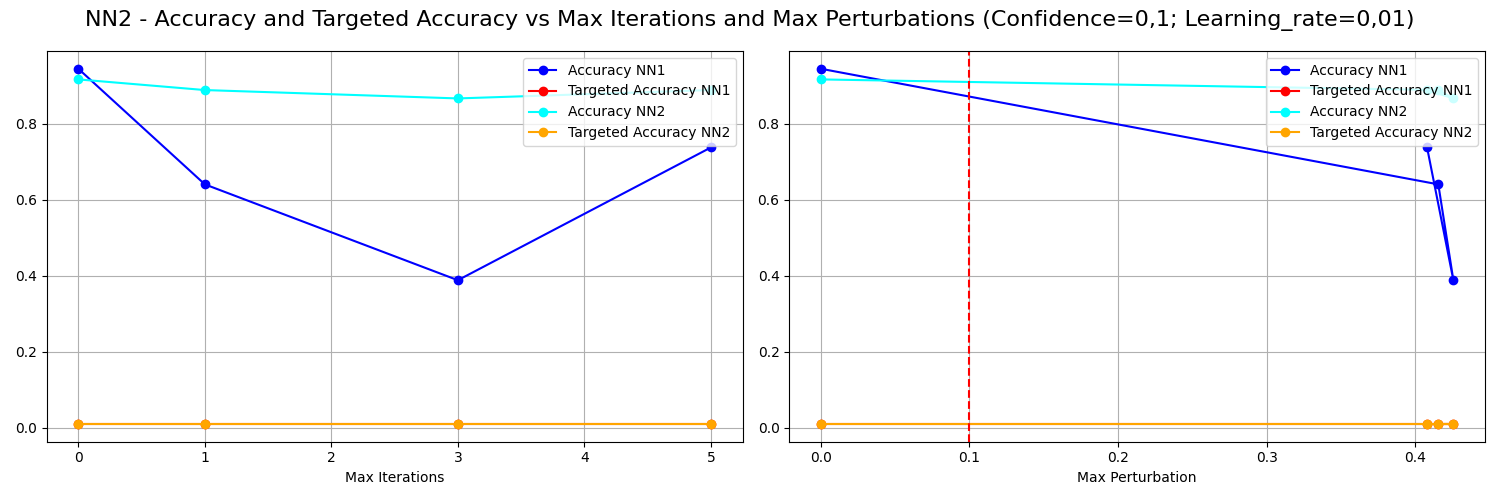 NN2 - Accuracy and Targeted Accuracy vs Max Iterations and Max Perturbations (Confidence=0,1; Learning_rate=0,01)
Accuracy NN1
Targeted Accuracy NN1
Accuracy NN2
Targeted Accuracy NN2
0.8
0.6
0.4
0.2
0.0
0 1 2 3 4 5
Max Iterations
Accuracy NN1
Targeted Accuracy NN1
Accuracy NN2
Targeted Accuracy NN2
0.8
0.6
0.4
0.2
0.0
0.0 0.1 0.2 0.3 0.4
Max Perturbation